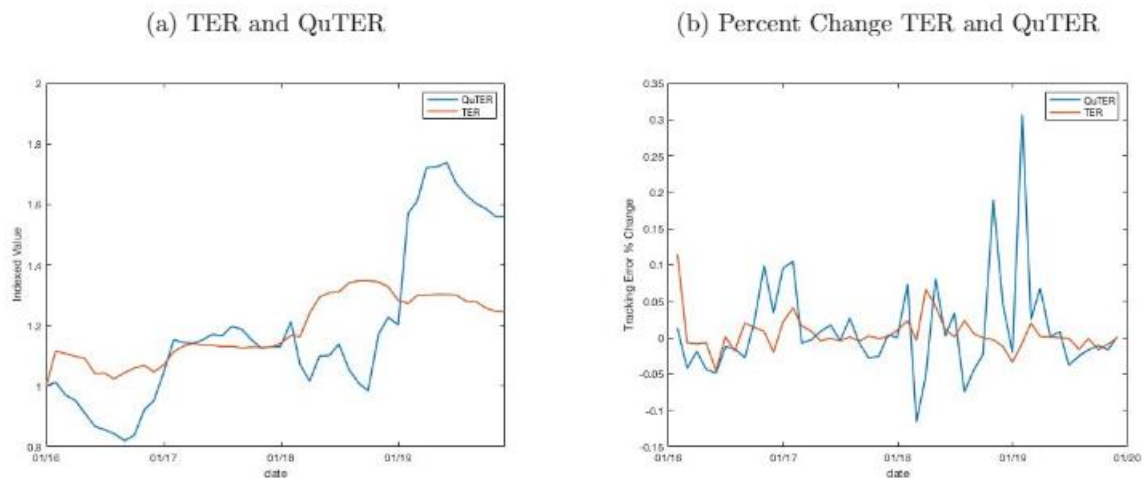 (a) TER and QuTER
2
1.8
1.6
1.4
1.2
1
0.8
Indexed Value
01/16
01/17
01/18
01/19
date
QuTER
TER
(b) Percent Change TER and QuTER
0.35
0.3
0.25
0.2
0.15
0.1
0.05
0
-0.05
-0.1
-0.15
Tracking Error % Change
01/16
01/17
01/18
01/19
01/20
date
QuTER
TER